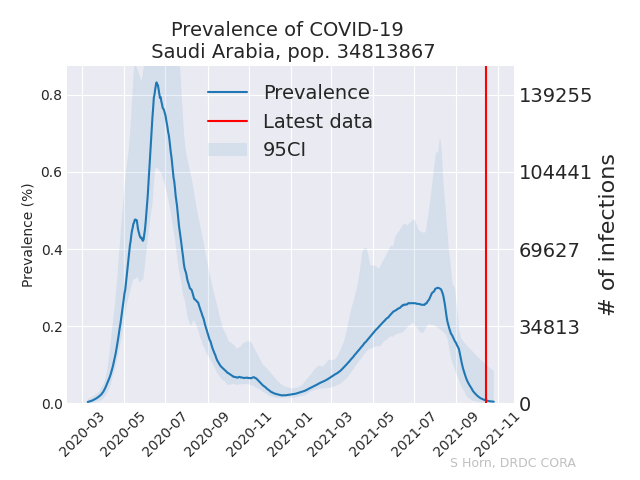 Prevalence of COVID-19
Saudi Arabia, pop. 34813867
Prevalence
Latest data
95CI
Prevalence (%)
0.8
0.6
0.4
0.2
0.0
139255
104441
69627
34813
0
# of infections
2020-03
2020-05
2020-07
2020-09
2020-11
2021-01
2021-03
2021-05
2021-07
2021-09
2021-11
S Horn, DRDC CORA